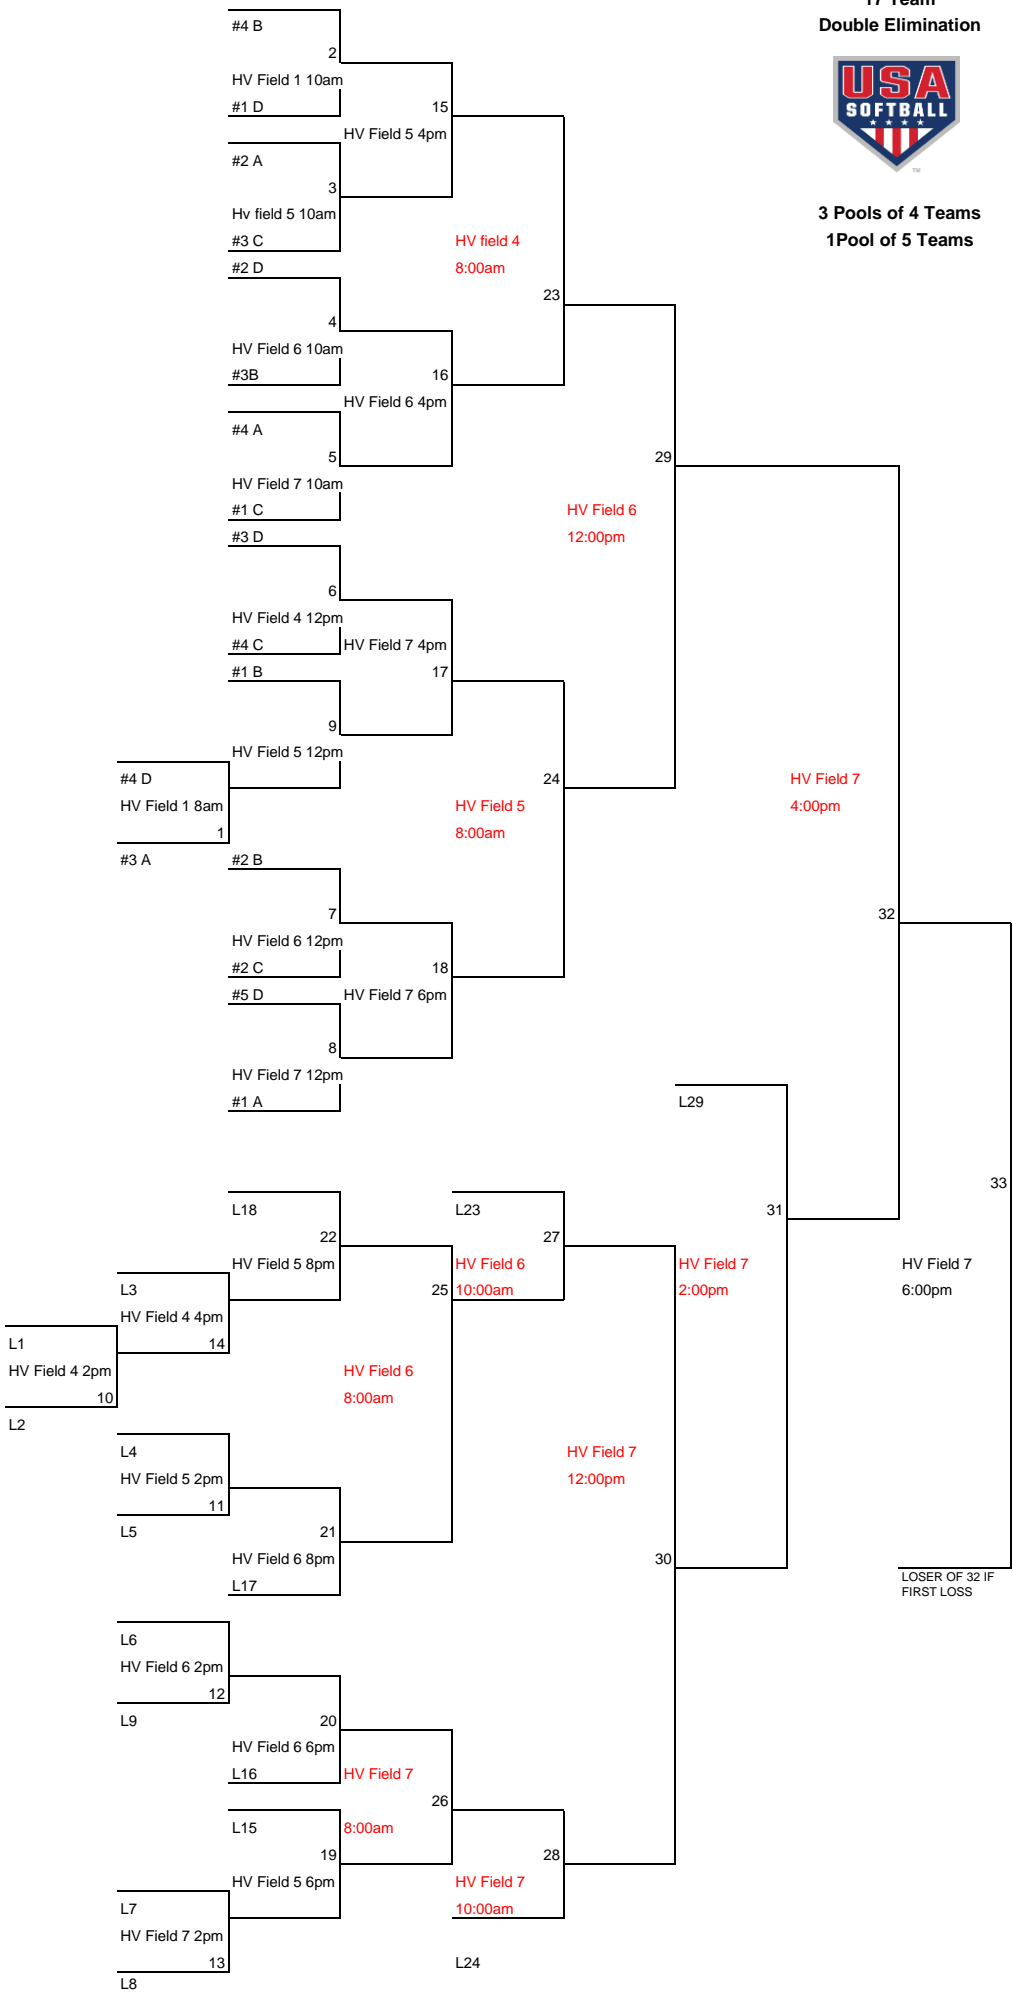 17 Team
Double Elimination
USA
SOFTBALL
TM
3 Pools of 4 Teams
1Pool of 5 Teams
#4 B
2
HV Field 1 10am
#1 D
15
HV Field 5 4pm
#2 A
3
Hv field 5 10am
#3 C
HV field 4
8:00am
#2 D
23
4
HV Field 6 10am
#3B
16
HV Field 6 4pm
#4 A
5
29
HV Field 7 10am
#1 C
HV Field 6
12:00pm
#3 D
6
HV Field 4 12pm
#4 C
HV Field 7 4pm
#1 B
17
9
HV Field 5 12pm
#4 D
24
HV Field 7
4:00pm
HV Field 1 8am
HV Field 5
8:00am
1
#3 A
#2 B
7
32
HV Field 6 12pm
#2 C
18
#5 D
HV Field 7 6pm
8
HV Field 7 12pm
#1 A
L29
33
L18
L23
31
22
27
HV Field 5 8pm
HV Field 6
10:00am
HV Field 7
2:00pm
HV Field 7
6:00pm
L3
25
HV Field 4 4pm
L1
14
HV Field 4 2pm
HV Field 6
8:00am
10
L2
L4
HV Field 7
12:00pm
HV Field 5 2pm
11
L5
21
HV Field 6 8pm
30
L17
LOSER OF 32 IF
FIRST LOSS
L6
HV Field 6 2pm
12
L9
20
HV Field 6 6pm
L16
HV Field 7
8:00am
26
L15
19
28
HV Field 5 6pm
HV Field 7
10:00am
L7
HV Field 7 2pm
13
L24
L8